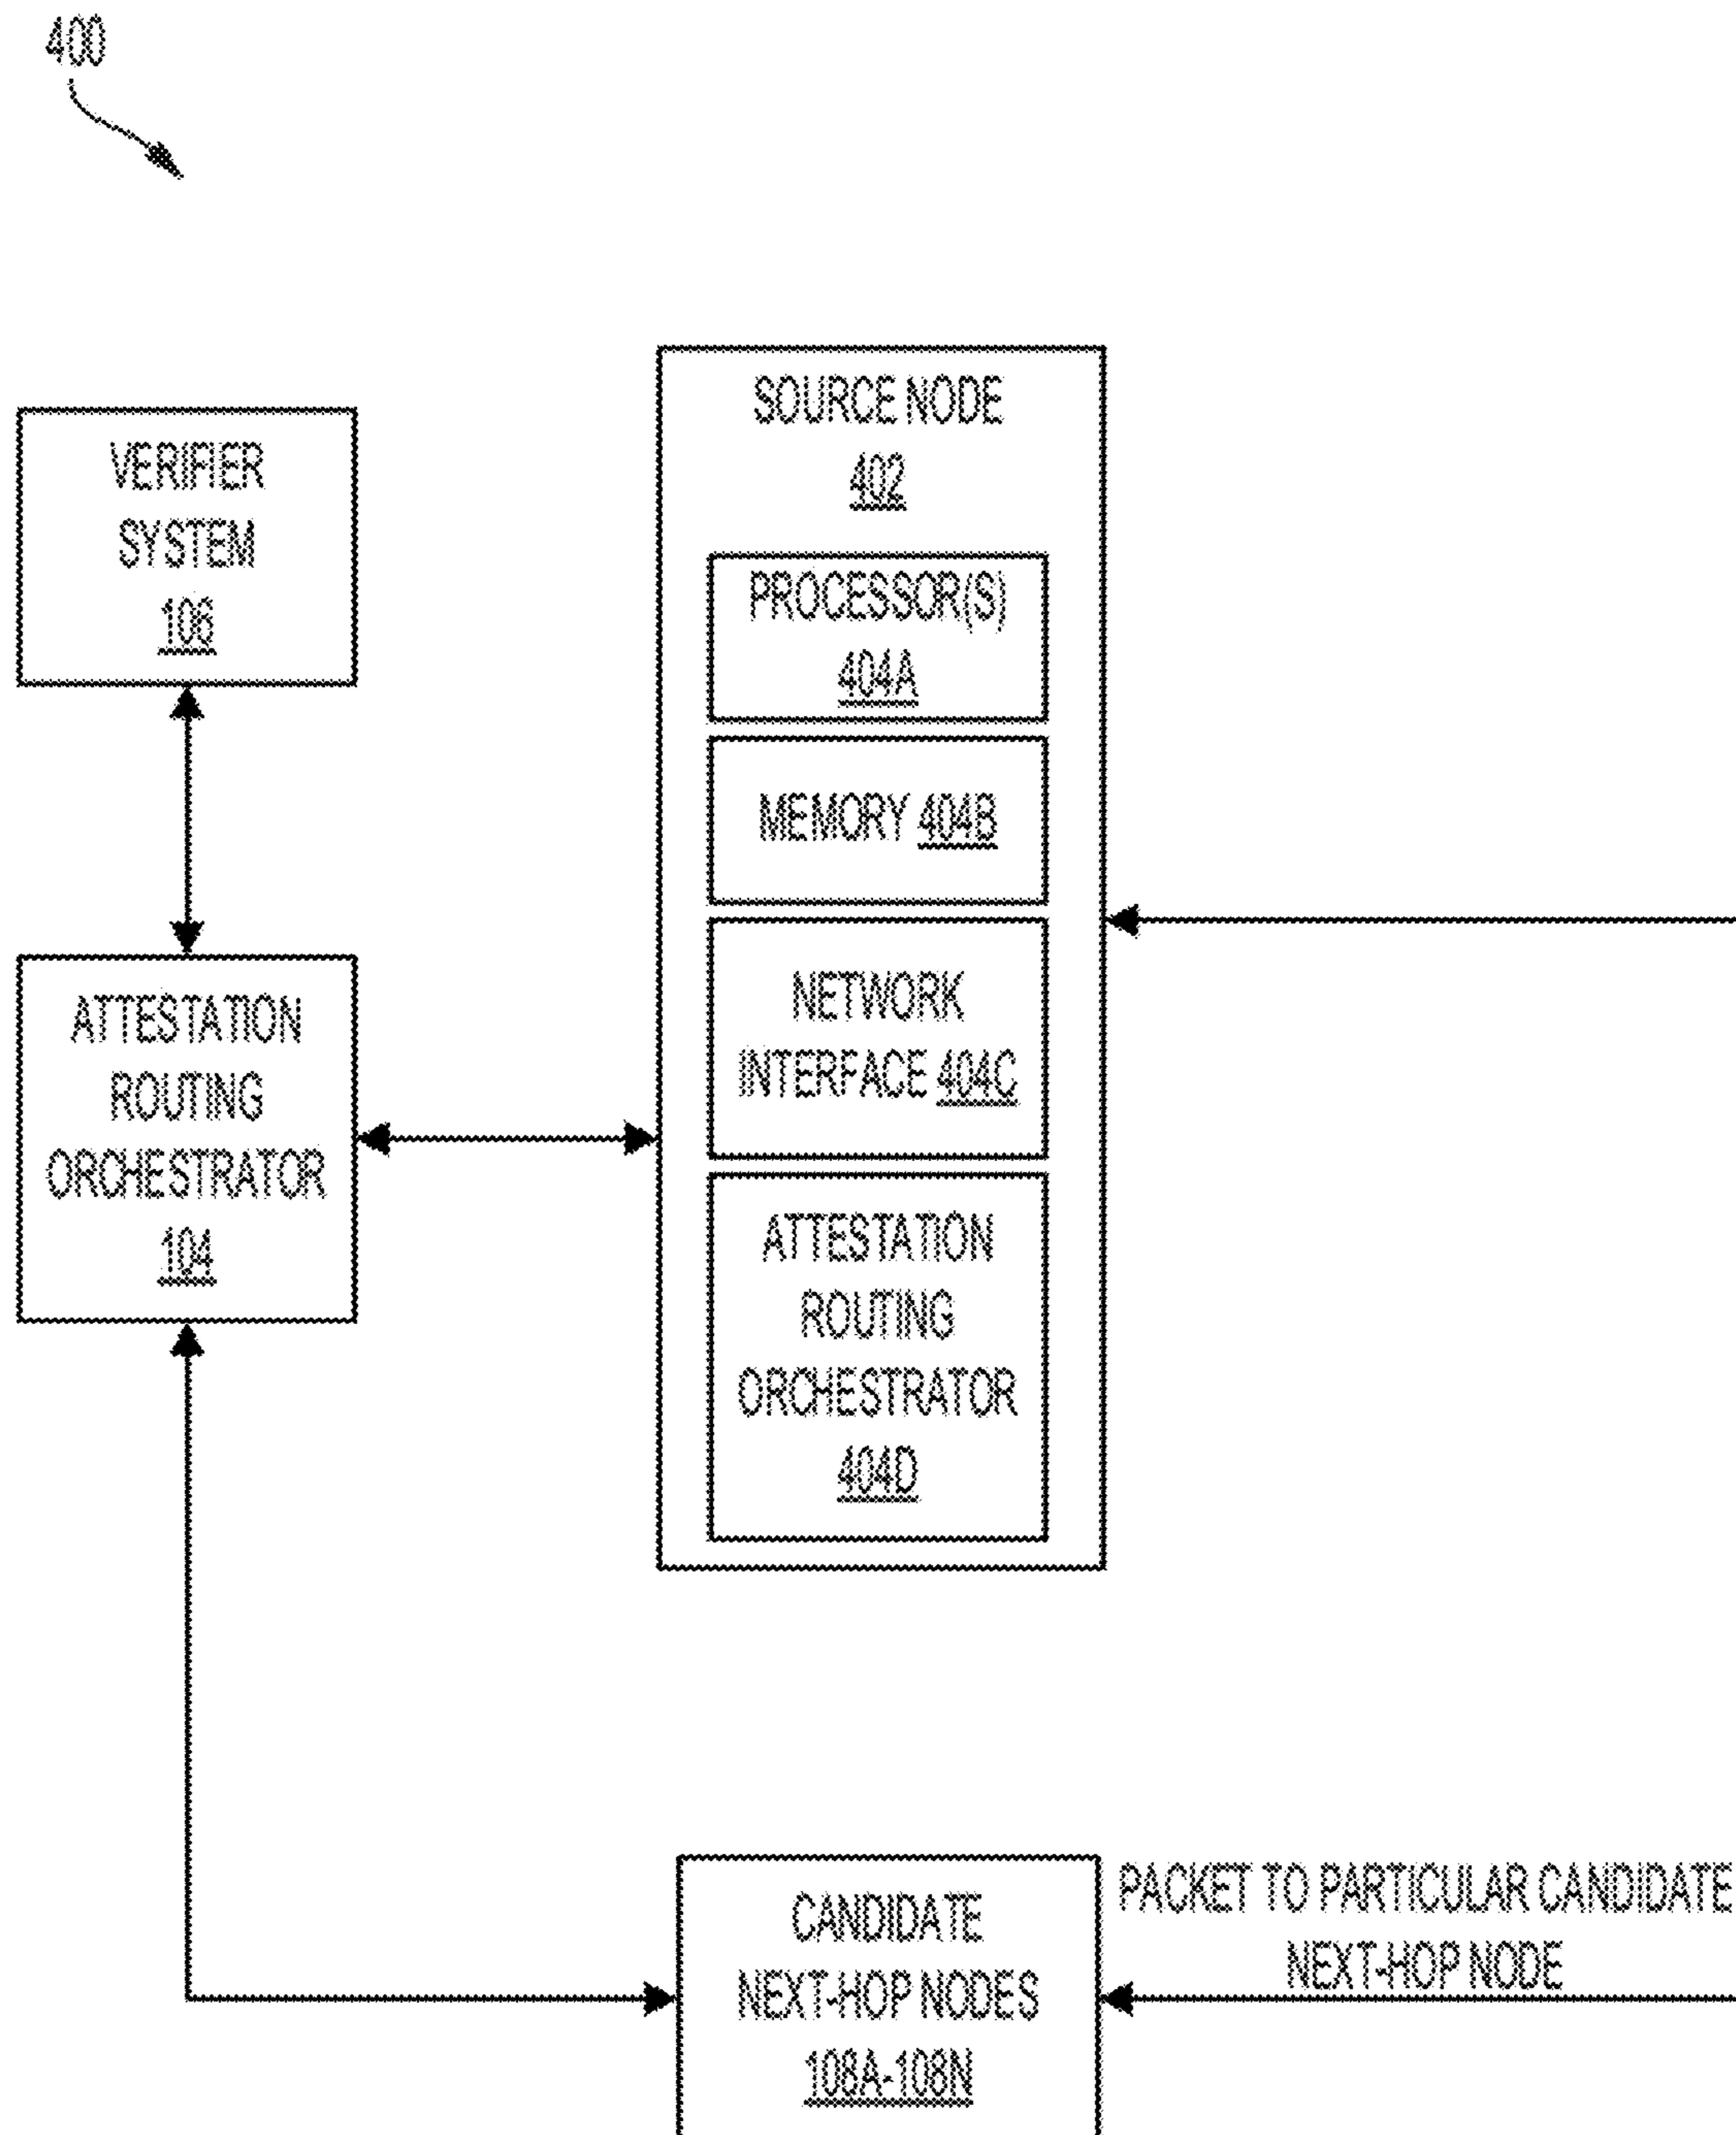 400
VERIFIER
SYSTEM
106
ATTESTATION
ROUTING
ORCHESTRATOR
104
SOURCE NODE
402
PROCESSOR(S)
404A
MEMORY 404B
NETWORK
INTERFACE 404C
ATTESTATION
ROUTING
ORCHESTRATOR
404D
CANDIDATE
NEXT-HOP NODES
108A-108N
PACKET TO PARTICULAR CANDIDATE
NEXT-HOP NODE